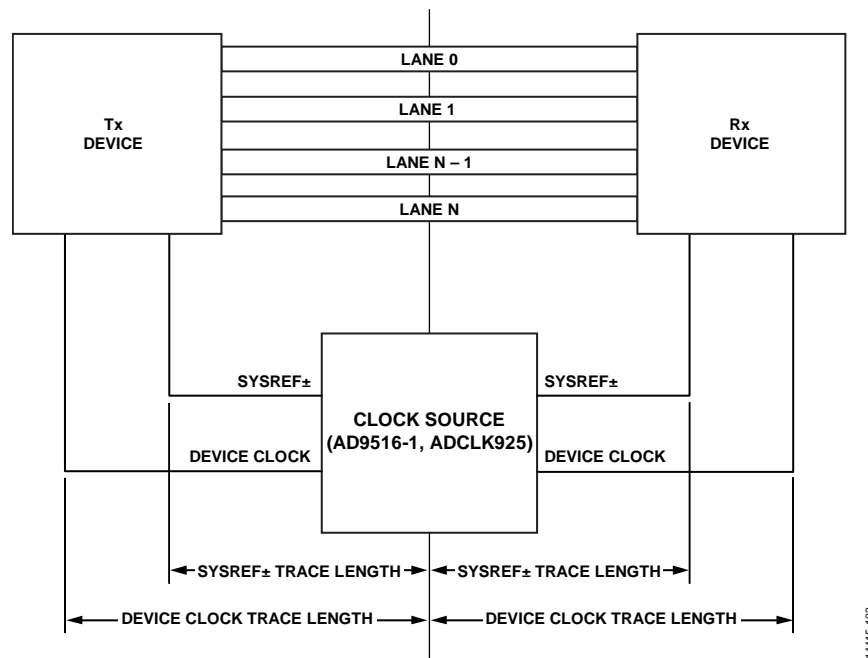 LANE 0
LANE 1
LANE N – 1
LANE N
Tx
DEVICE
Rx
DEVICE
SYSREF±
SYSREF±
CLOCK SOURCE
(AD9516-1, ADCLK925)
DEVICE CLOCK
DEVICE CLOCK
SYSREF± TRACE LENGTH
SYSREF± TRACE LENGTH
DEVICE CLOCK TRACE LENGTH
DEVICE CLOCK TRACE LENGTH